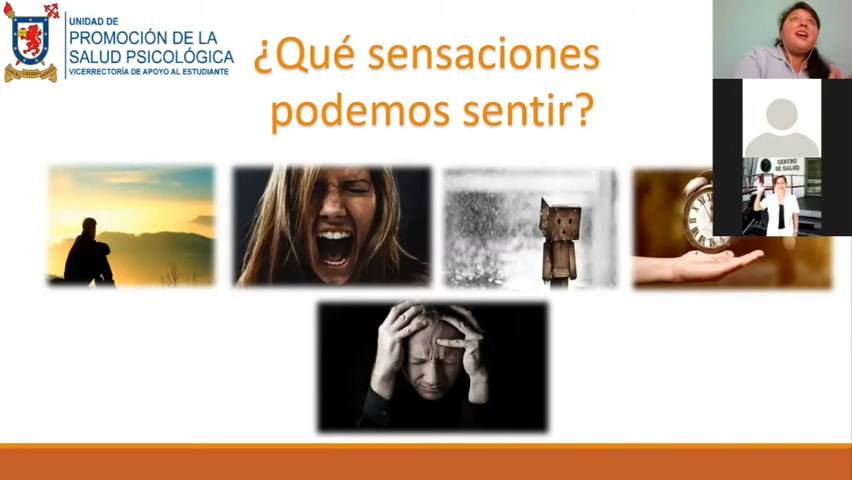 UNIDAD DE
PROMOCIÓN DE LA
SALUD PSICOLÓGICA
VICERRECTORÍA DE APOYO AL ESTUDIANTE
¿Qué sensaciones
podemos sentir?
CENTRO
DE SALUD